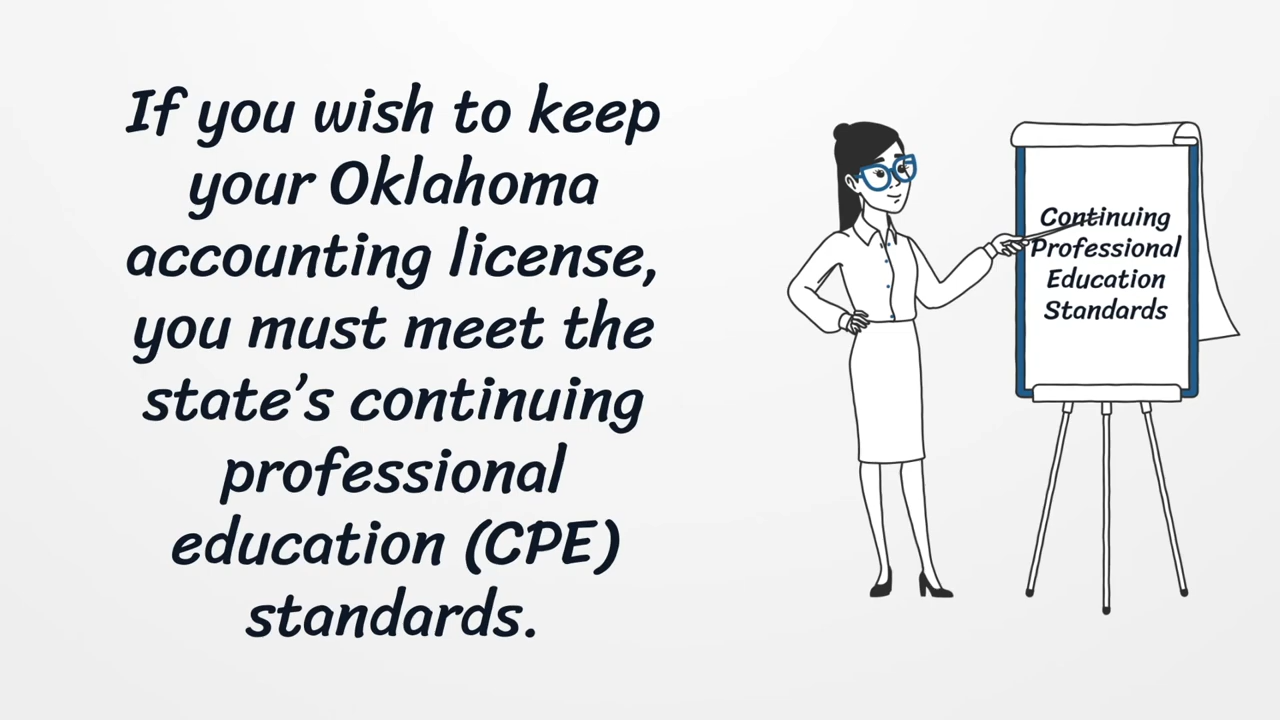 If you wish to keep
your Oklahoma
accounting license,
you must meet the
state’s continuing
professional
education (CPE)
standards.
Continuing
Professional
Education
Standards